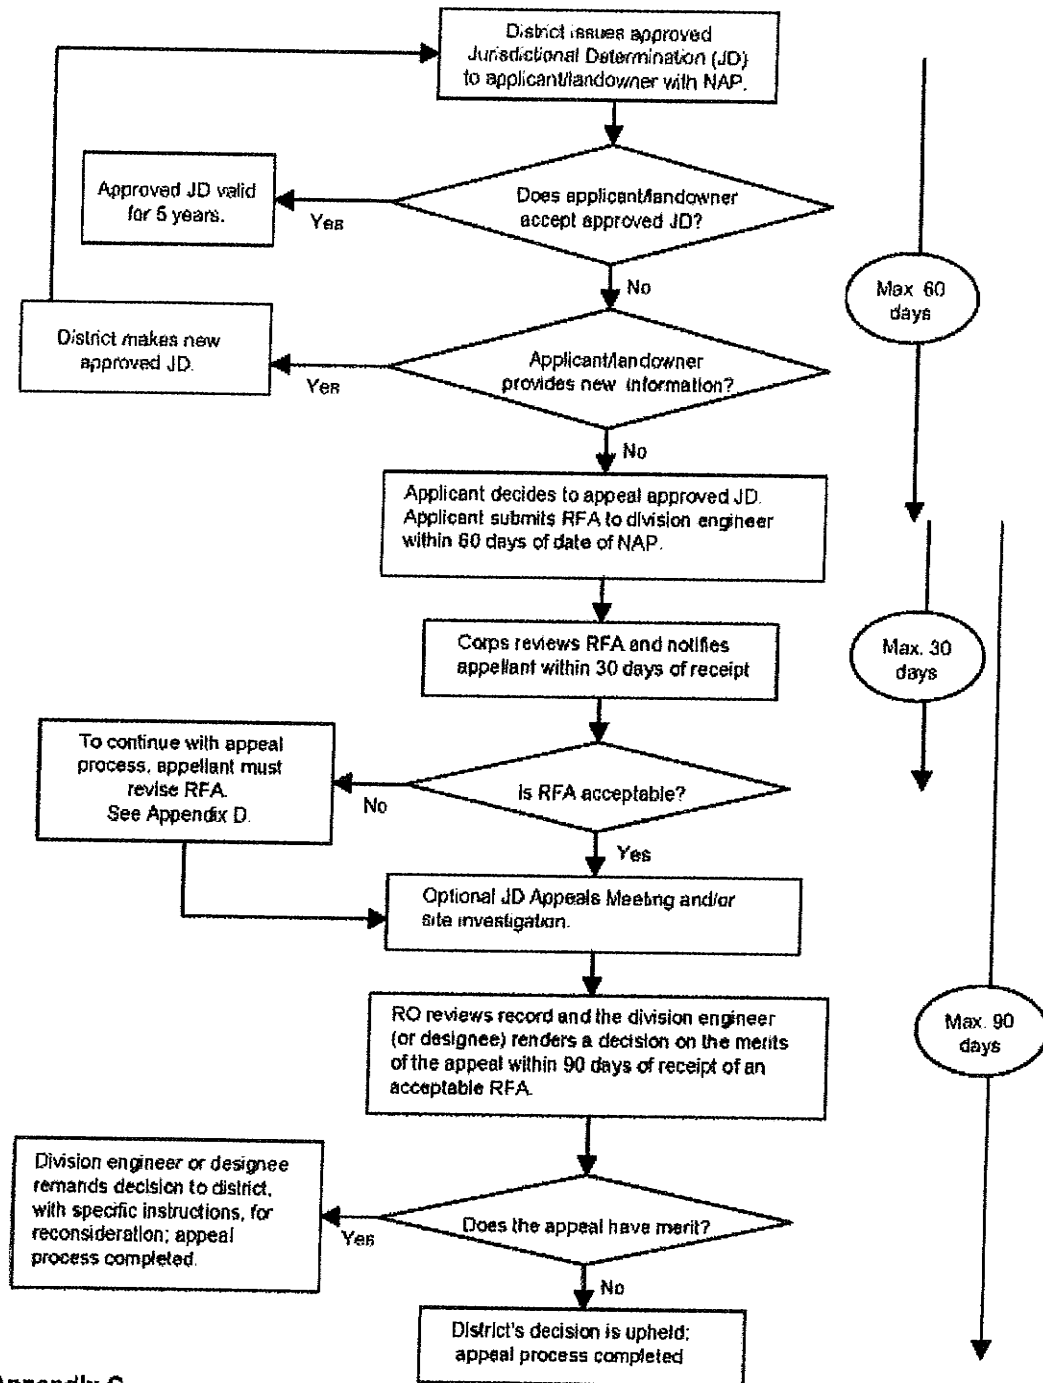 District issues approved
Jurisdictional Determination (JD)
to applicant/landowner with NAP.
Approved JD valid
for 5 years.
Yes
Does applicant/landowner
accept approved JD?
No
Max. 60
days
District makes new
approved JD.
Yes
Applicant/landowner
provides new information?
No
Applicant decides to appeal approved JD.
Applicant submits RFA to division engineer
within 60 days of date of NAP.
Corps reviews RFA and notifies
appellant within 30 days of receipt
Max. 30
days
To continue with appeal
process, appellant must
revise RFA.
See Appendix D.
No
Is RFA acceptable?
Yes
Optional JD Appeals Meeting and/or
site investigation.
RO reviews record and the division engineer
(or designee) renders a decision on the merits
of the appeal within 90 days of receipt of an
acceptable RFA.
Max. 90
days
Division engineer or designee
remands decision to district,
with specific instructions, for
reconsideration; appeal
process completed.
Yes
Does the appeal have merit?
No
District's decision is upheld;
appeal process completed
Appendix C